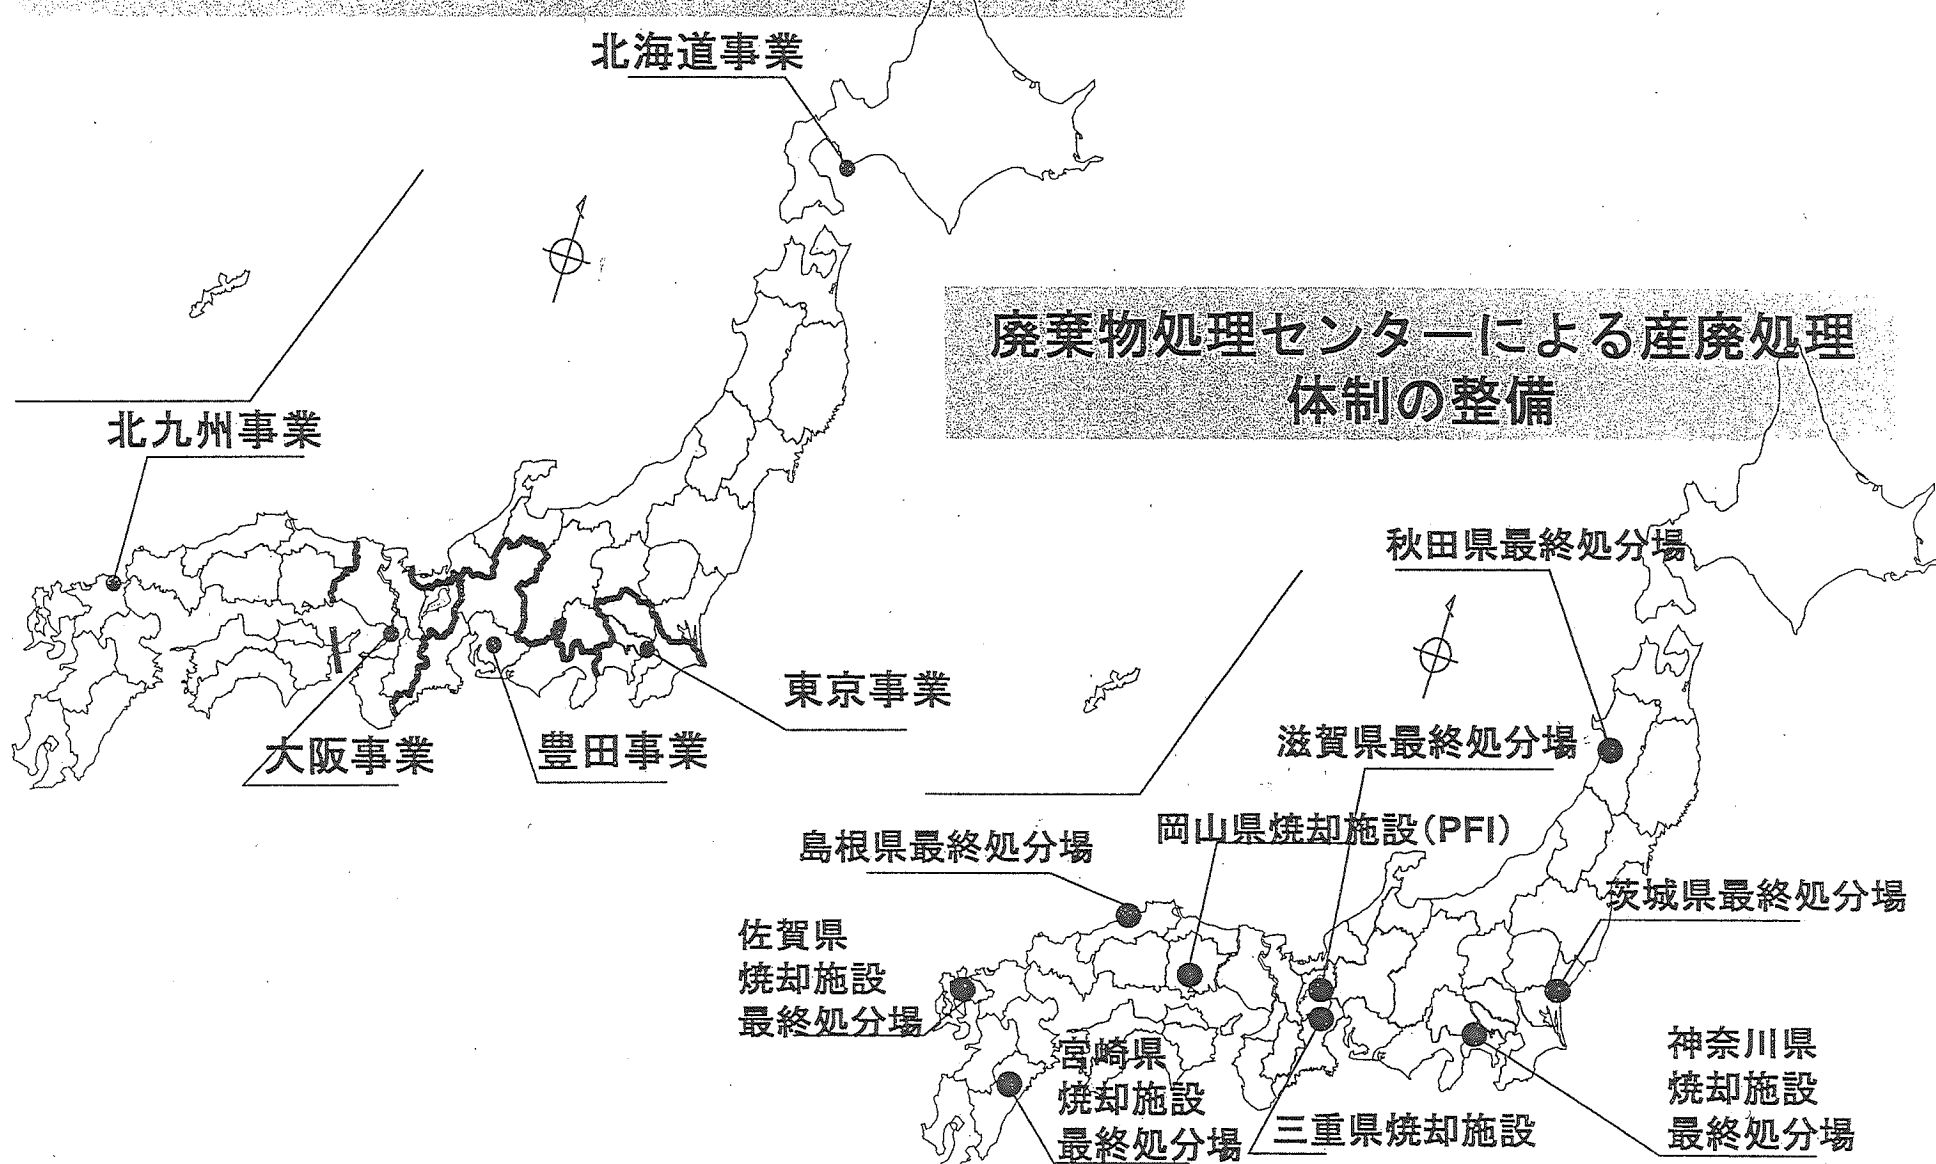 北海道事業
北九州事業
東京事業
大阪事業
豊田事業
廃棄物処理センターによる産廃処理
体制の整備
秋田県最終処分場
滋賀県最終処分場
岡山県焼却施設(PFI)
島根県最終処分場
茨城県最終処分場
佐賀県
焼却施設
最終処分場
宮崎県
焼却施設
最終処分場
三重県焼却施設
神奈川県
焼却施設
最終処分場